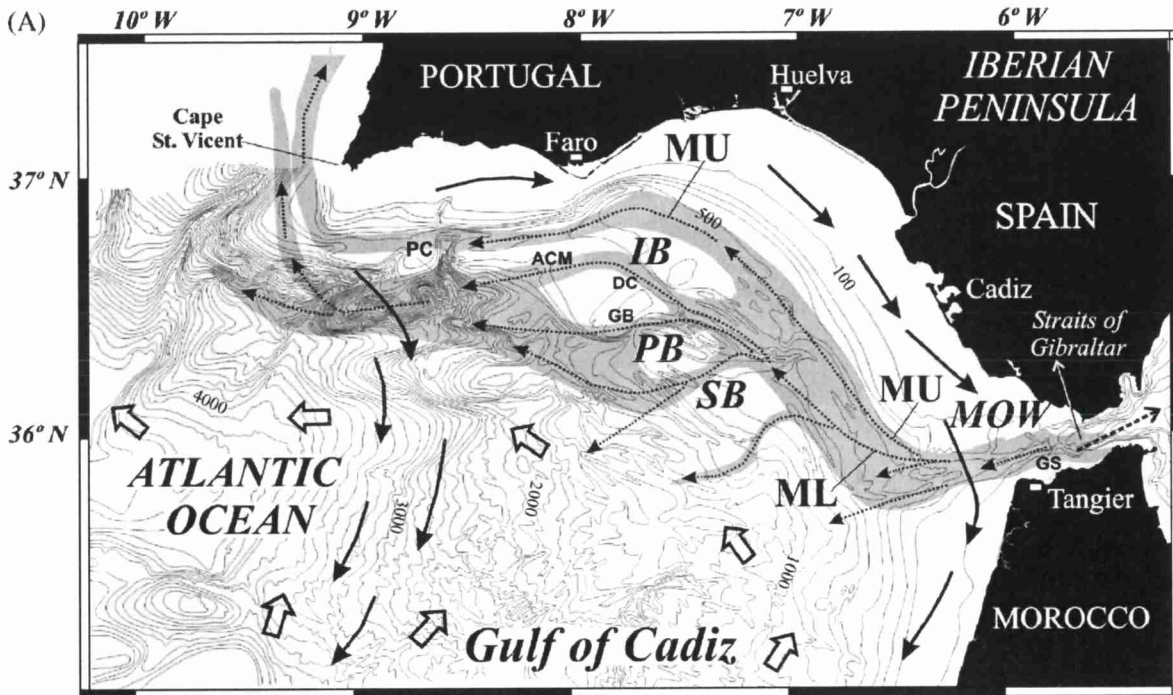 (A)
10º W
9º W
8º W
7º W
6º W
PORTUGAL
Huelva
IBERIAN
PENINSULA
Cape
St. Vicent
Faro
MU
37º N
SPAIN
500
PC
IB
ACM
DC
100
Cadiz
GB
Straits of
Gibraltar
PB
SB
MU
MOW
4000
36º N
ATLANTIC
OCEAN
GS
ML
Tangier
2000
3000
1000
MOROCCO
Gulf of Cadiz